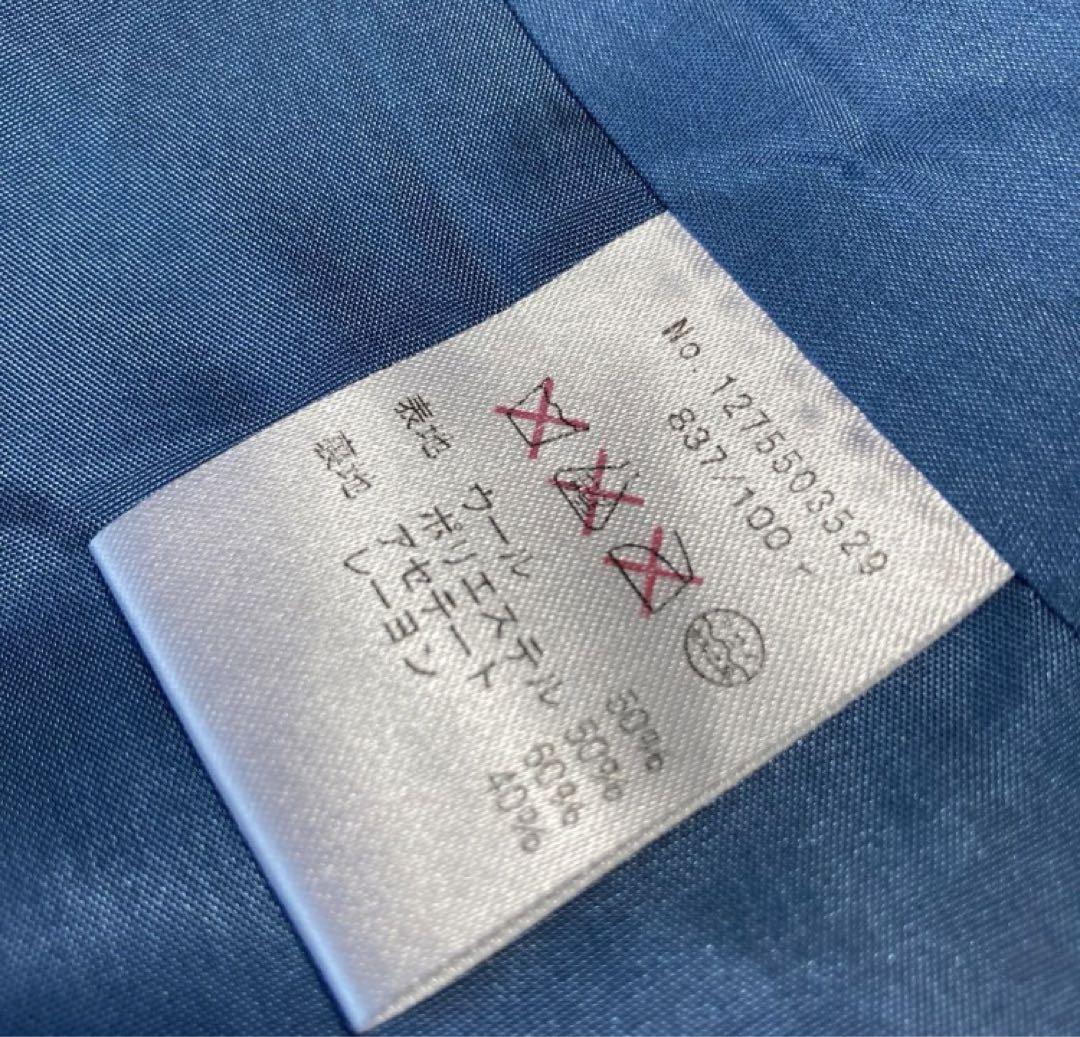 No. 1275503529
837/100
表地 ウール 50%
ポリエステル 50%
裏地 アセテート 60%
レーヨン 40%